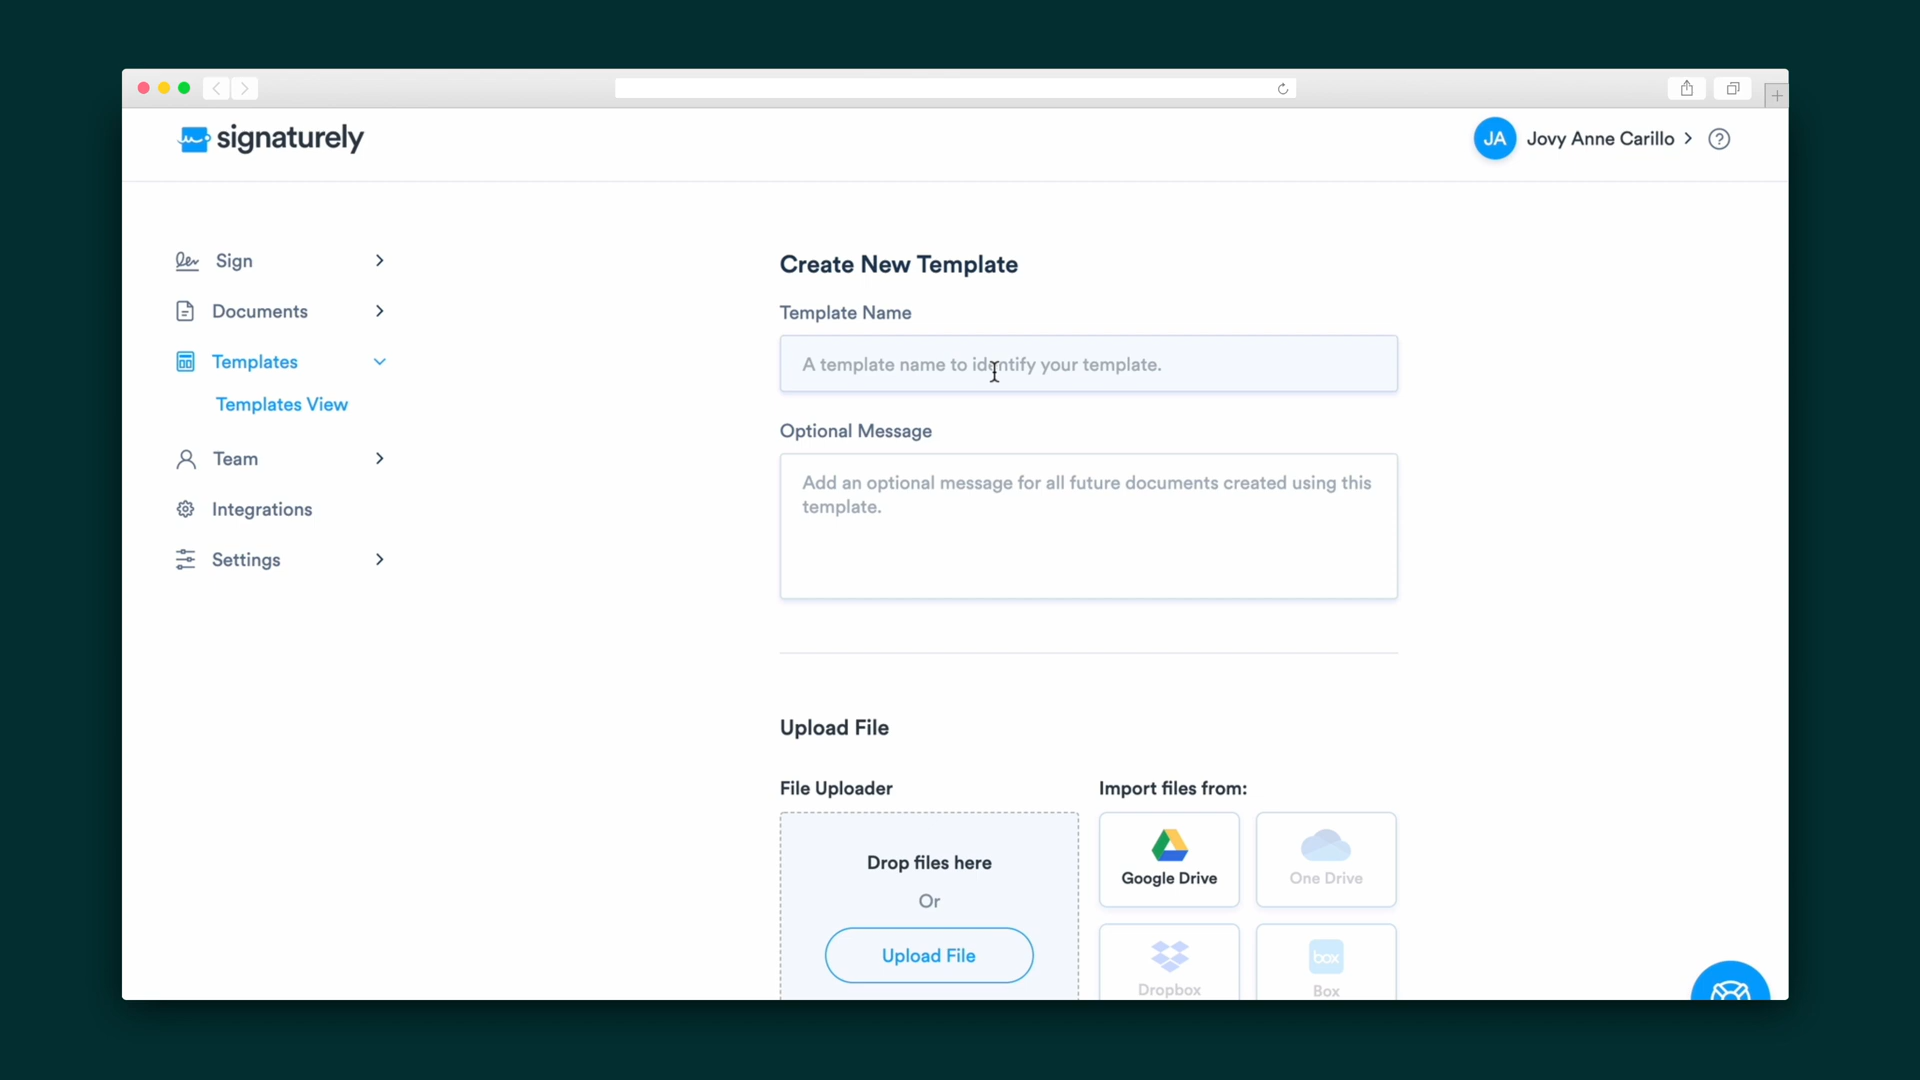 signaturely
JA Jovy Anne Carillo
Sign
Documents
Templates
Templates View
Team
Integrations
Settings
Create New Template
Template Name
A template name to identify your template.
Optional Message
Add an optional message for all future documents created using this
template.
Upload File
File Uploader
Drop files here
Or
Upload File
Import files from:
Google Drive
One Drive
Dropbox
box
Box